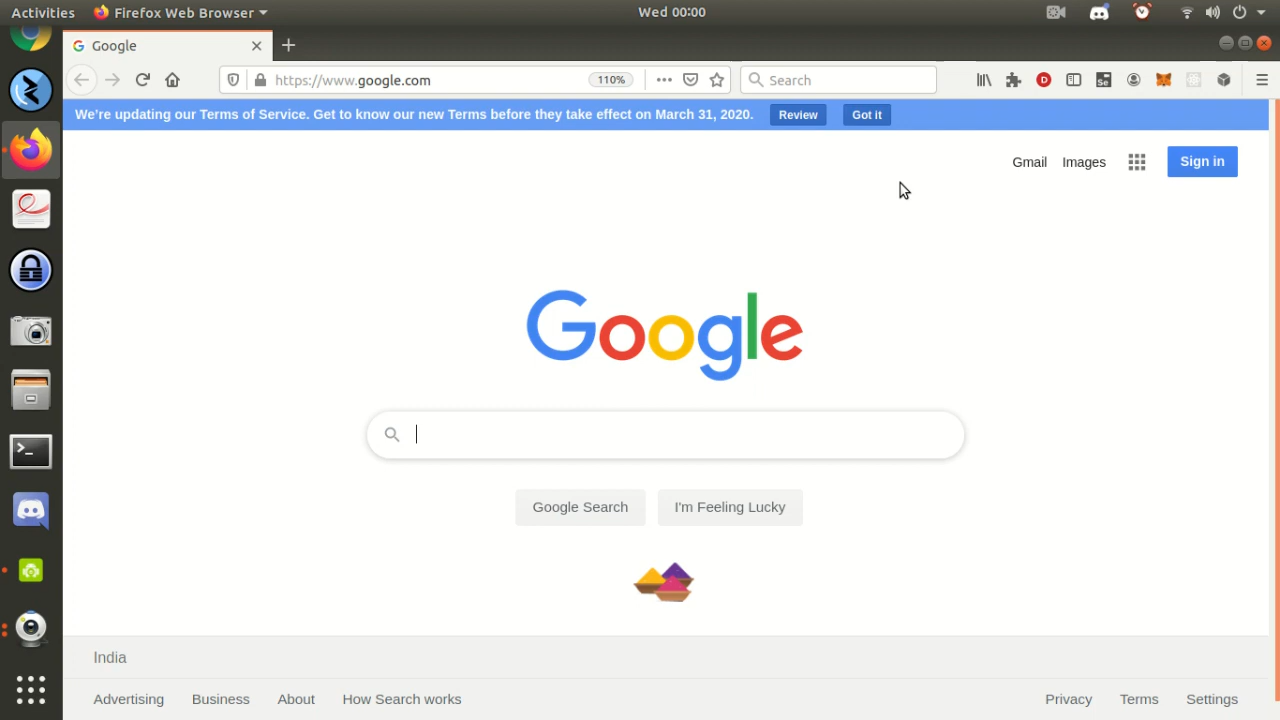 Activities Firefox Web Browser Wed 00:00
Google
https://www.google.com 110% Search
We're updating our Terms of Service. Get to know our new Terms before they take effect on March 31, 2020. Review Got it
Gmail Images Sign in
Google
Google Search I'm Feeling Lucky
India
Advertising Business About How Search works Privacy Terms Settings